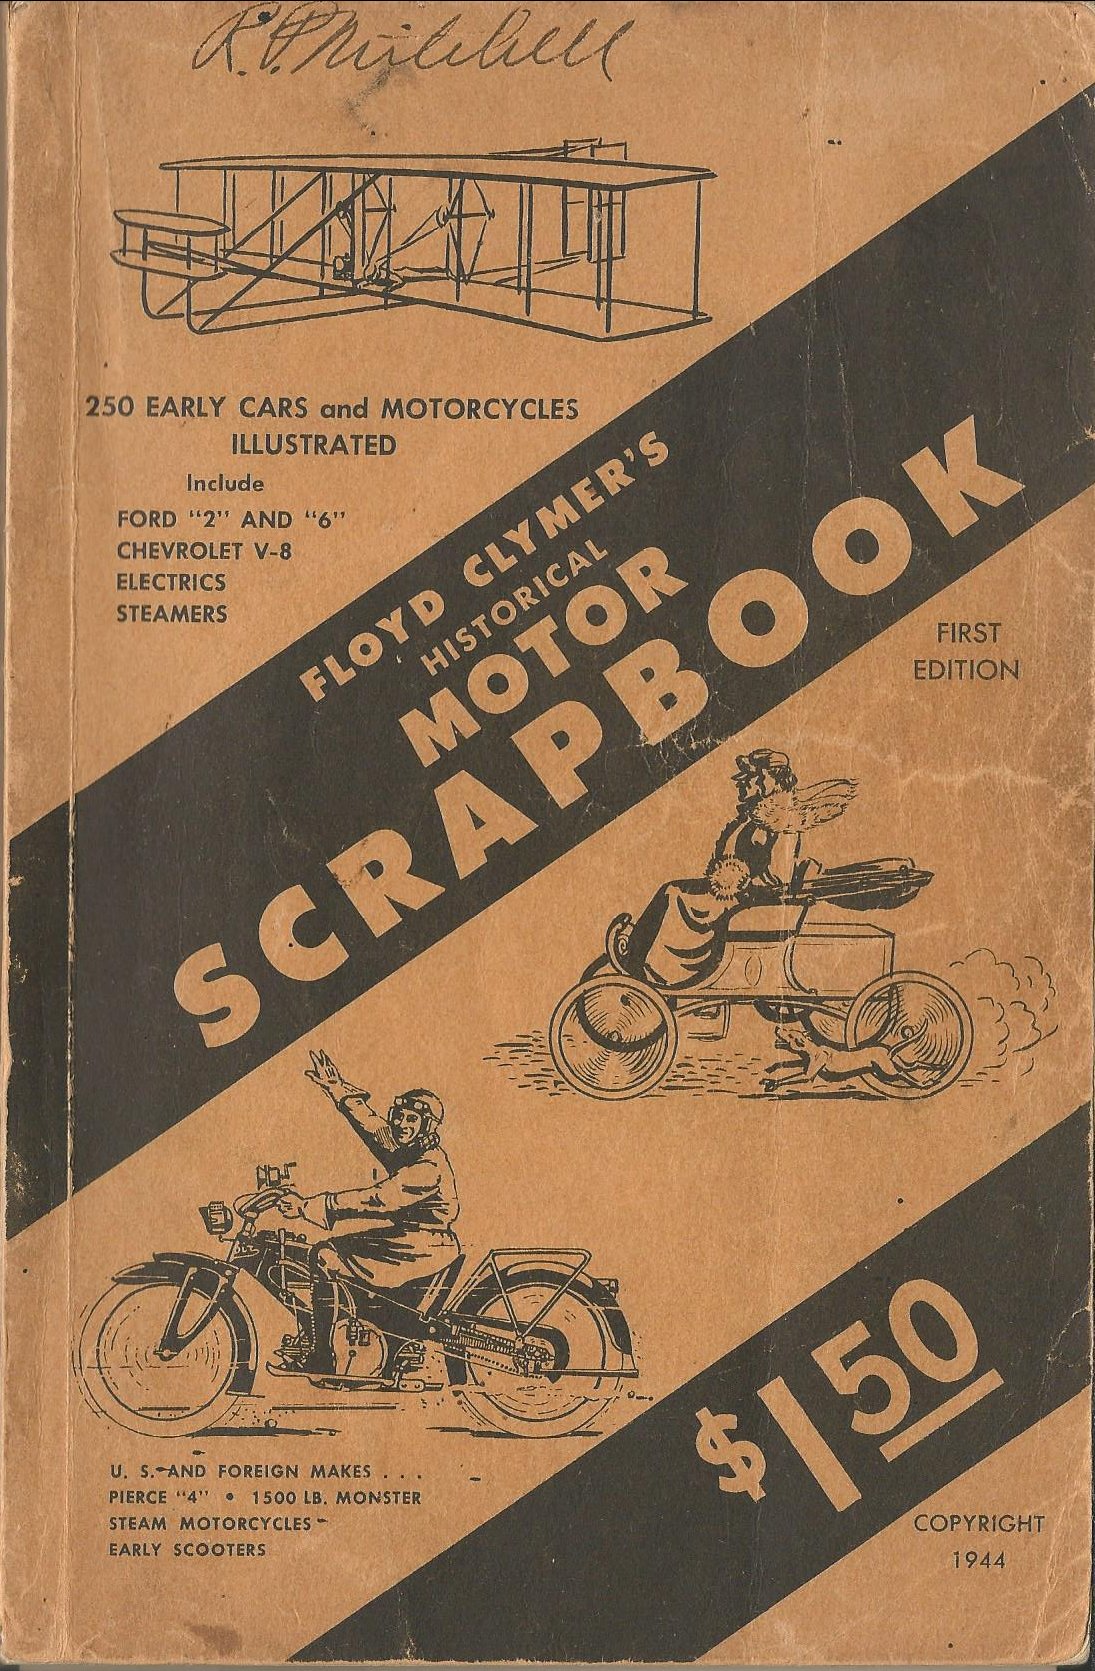 R. P. Mitchell
250 EARLY CARS and MOTORCYCLES
ILLUSTRATED
Include
FORD "2" AND "6"
CHEVROLET V-8
ELECTRICS
STEAMERS
FLOYD CLYMER'S
HISTORICAL
MOTOR
SCRAPBOOK
FIRST
EDITION
U. S. AND FOREIGN MAKES . . .
PIERCE "4" • 1500 LB. MONSTER
STEAM MOTORCYCLES
EARLY SCOOTERS
$1.50
COPYRIGHT
1944